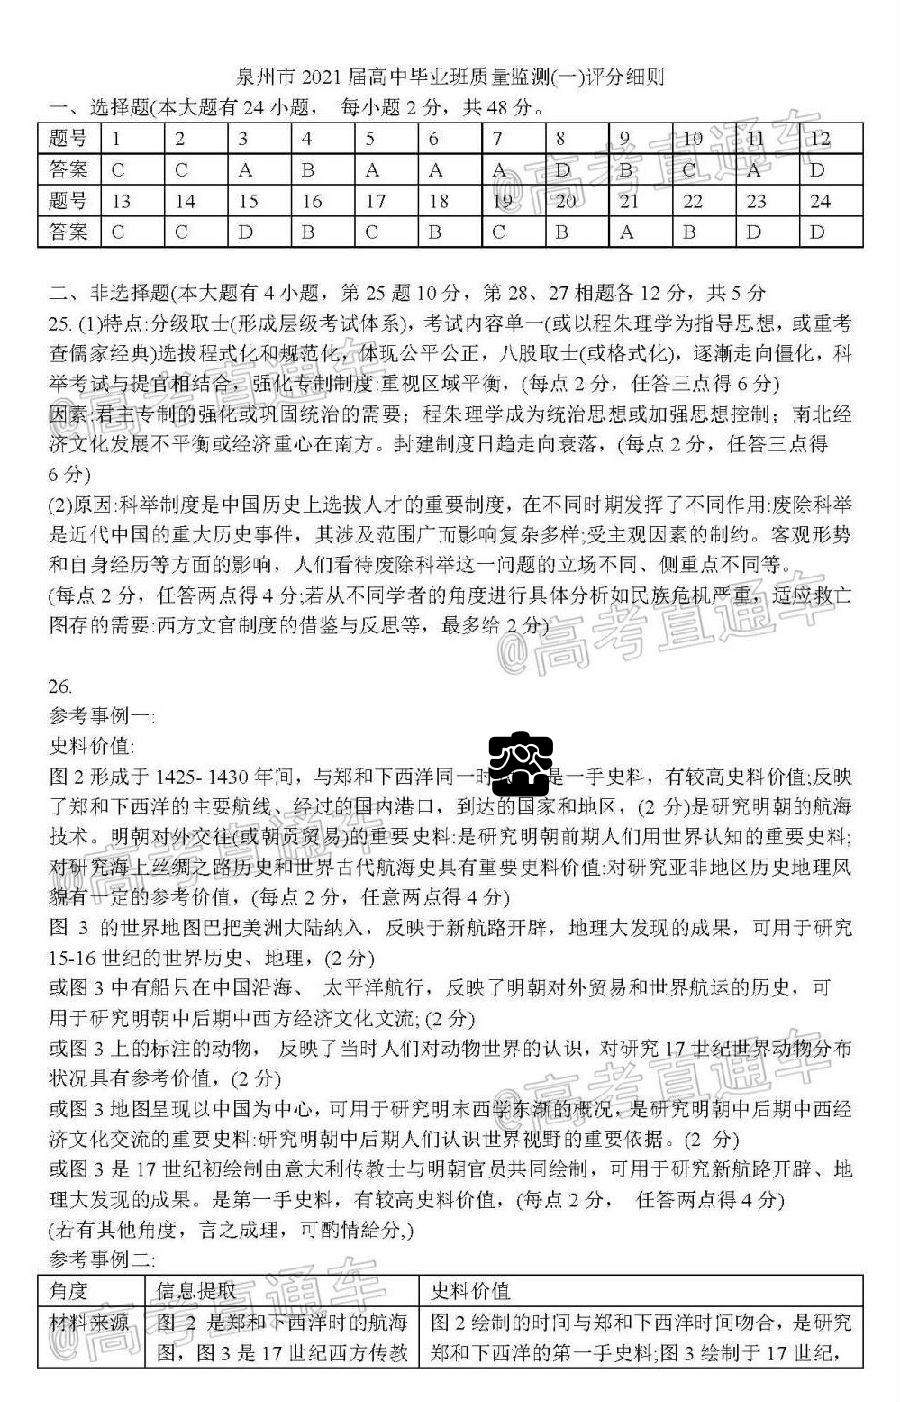 泉州市 2021 届高中毕业班质量监测(一)评分细则
一、选择题(本大题有 24 小题， 每小题 2 分，共 48 分。
题号 1 2 3 4 5 6 7 8 9 10 11 12
答案 C C A B A A A D B C A D
题号 13 14 15 16 17 18 19 20 21 22 23 24
答案 C C D B C B C B A B D D
二、非选择题(本大题有 4 小题，第 25 题 10 分，第 28、27 相题各 12 分，共 5 分
25. (1)特点:分级取士(形成层级考试体系)，考试内容单一(或以程朱理学为指导思想，或重考
查儒家经典)选拔程式化和规范化，体现公平公正，八股取士(或格式化)，逐渐走向僵化，科
举考试与提官相结合，强化专制制度 重视区域平衡，(每点 2 分，任答三点得 6 分)
因素:君主专制的强化或巩固统治的需要；程朱理学成为统治思想或加强思想控制；南北经
济文化发展不平衡或经济重心在南方。封建制度日趋走向衰落，(每点 2 分，任答三点得
6 分)
(2)原因:科举制度是中国历史上选拔人才的重要制度，在不同时期发挥了不同作用:废除科举
是近代中国的重大历史事件，其涉及范围广而影响复杂多样;受主观因素的制约。客观形势
和自身经历等方面的影响，人们看待废除科举这一问题的立场不同、侧重点不同等。
(每点 2 分，任答两点得 4 分;若从不同学者的角度进行具体分析如民族危机严重，适应救亡
图存的需要:西方文官制度的借鉴与反思等，最多给 2 分)
26.
参考事例一:
史料价值:
图 2 形成于 1425- 1430 年间，与郑和下西洋同一时 是一手史料，有较高史料价值;反映
了郑和下西洋的主要航线、经过的国内港口，到达的国家和地区，(2 分)是研究明朝的航海
技术。明朝对外交往(或朝贡贸易)的重要史料:是研究明朝前期人们用世界认知的重要史料;
对研究海上丝绸之路历史和世界古代航海史具有重要史料价值:对研究亚非地区历史地理风
貌有一定的参考价值，(每点 2 分，任意两点得 4 分)
图 3 的世界地图巴把美洲大陆纳入，反映于新航路开辟，地理大发现的成果，可用于研究
15-16 世纪的世界历史、地理，(2 分)
或图 3 中有船只在中国沿海、 太平洋航行，反映了明朝对外贸易和世界航运的历史，可
用于研究明朝中后期中西方经济文化交流; (2 分)
或图 3 上的标注的动物， 反映了当时人们对动物世界的认识，对研究 17 世纪世界动物分布
状况具有参考价值，(2 分)
或图 3 地图呈现以中国为中心，可用于研究明末西学东渐的概况，是研究明朝中后期中西经
济文化交流的重要史料:研究明朝中后期人们认识世界视野的重要依据。(2 分)
或图 3 是 17 世纪初绘制由意大利传教士与明朝官员共同绘制，可用于研究新航路开辟、地
理大发现的成果。是第一手史料，有较高史料价值，(每点 2 分， 任答两点得 4 分)
(若有其他角度，言之成理，可酌情给分,)
参考事例二:
角度 信息提取 史料价值
材料来源 图 2 是郑和下西洋时的航海 图 2 绘制的时间与郑和下西洋时间吻合，是研究
图，图 3 是 17 世纪西方传教 郑和下西洋的第一手史料;图 3 绘制于 17 世纪，
@高考直通车
@高考直通车
@高考直通车
@高考直通车
@高考直通车
@高考直通车